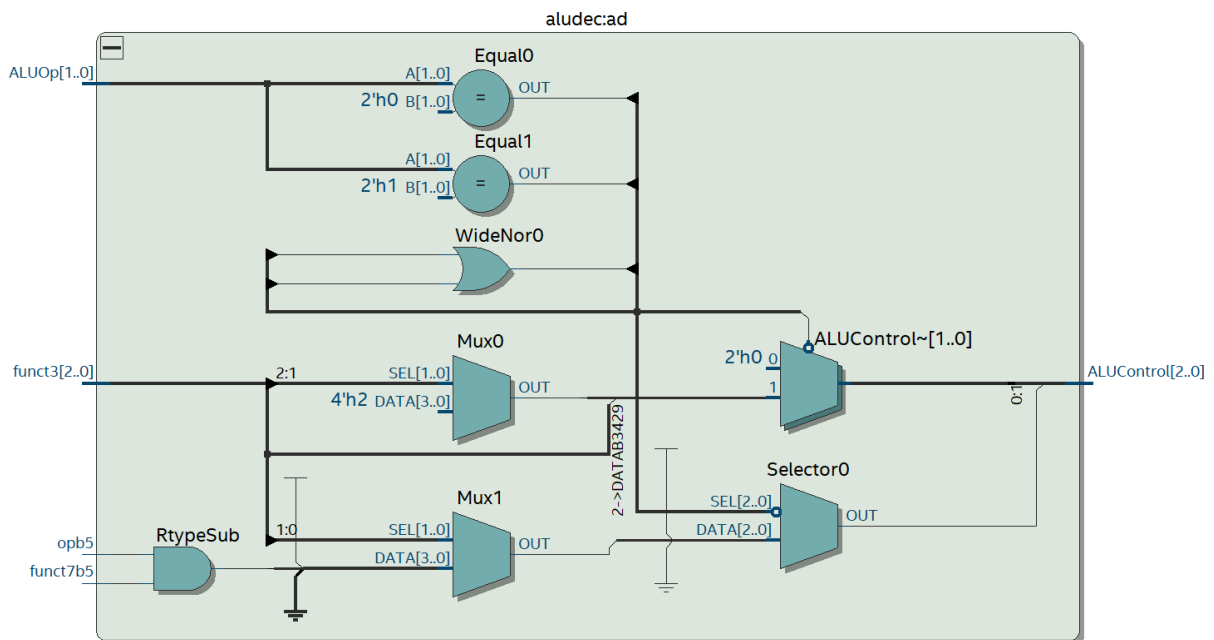 aludec:ad
ALUOp[1..0]
Equal0
A[1..0]
2'h0 B[1..0]
=
OUT
Equal1
A[1..0]
2'h1 B[1..0]
=
OUT
WideNor0
funct3[2..0]
2:1
Mux0
SEL[1..0]
4'h2 DATA[3..0]
OUT
2->DATAB3429
ALUControl~[1..0]
2'h0 0
1
0:1
ALUControl[2..0]
1:0
Mux1
SEL[1..0]
DATA[3..0]
OUT
Selector0
SEL[2..0]
DATA[2..0]
OUT
opb5
funct7b5
RtypeSub